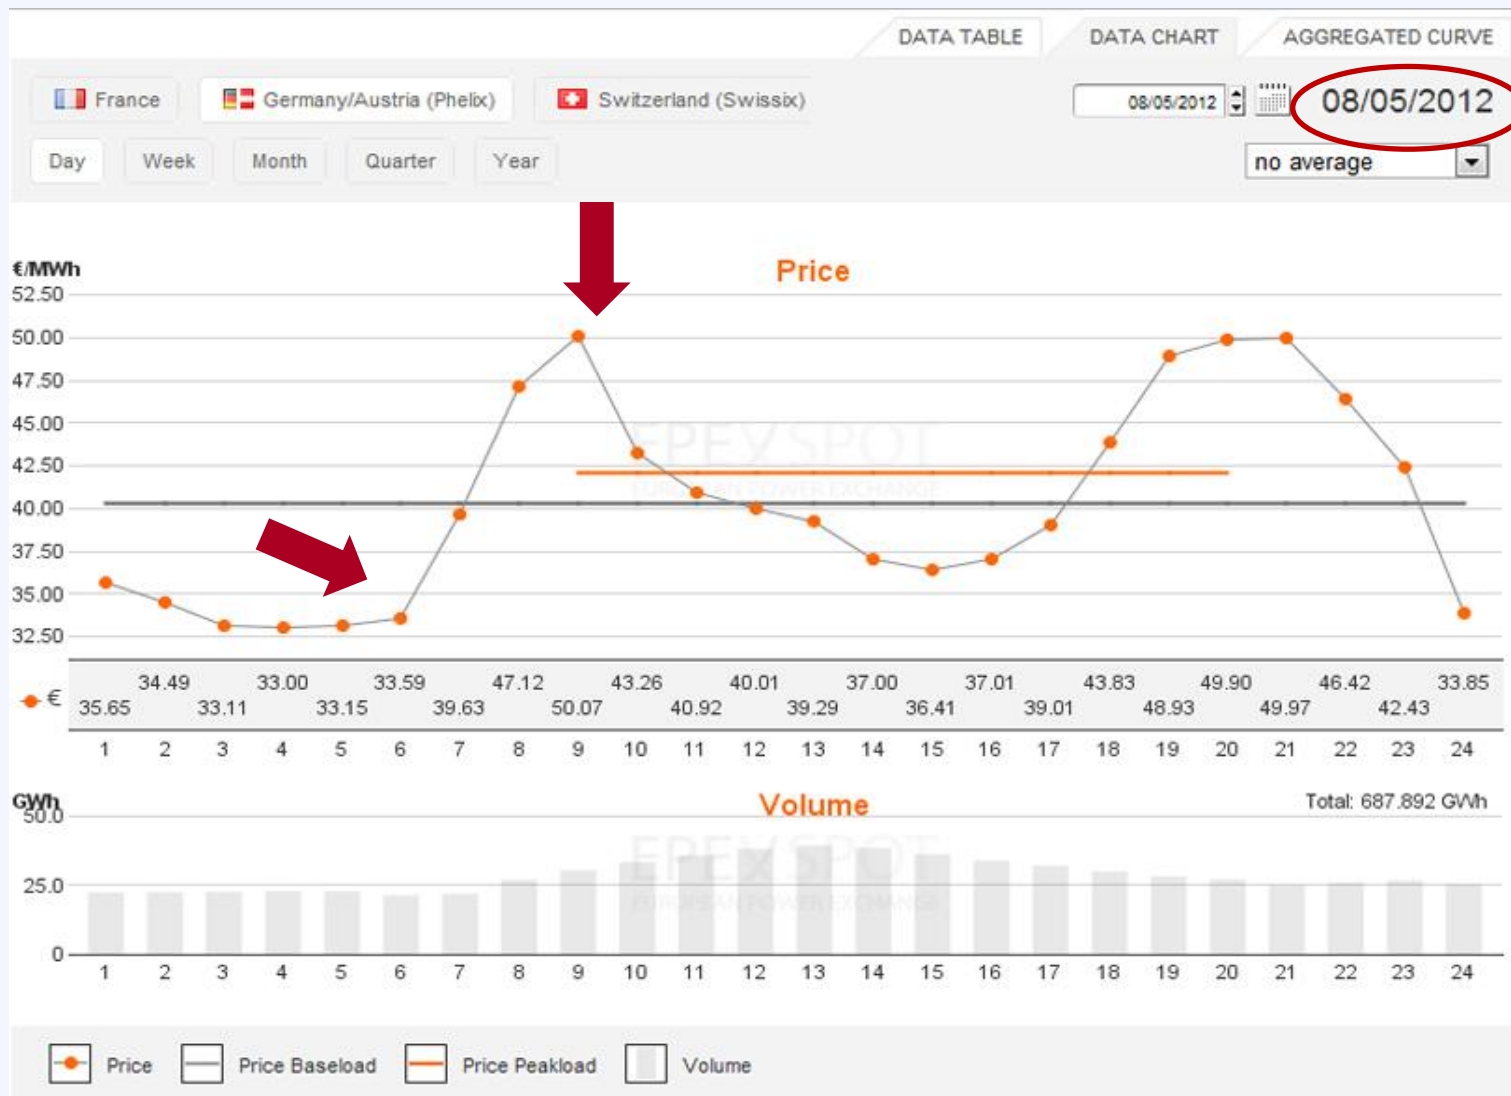 DATA TABLE DATA CHART AGGREGATED CURVE
France Germany/Austria (Phelix) Switzerland (Swissix) 08/05/2012 08/05/2012
Day Week Month Quarter Year no average
€/MWh Price
52.50
50.00
47.50
45.00
42.50
40.00
37.50
35.00
32.50
EPEXSPOT
EUROPEAN POWER EXCHANGE
34.49 33.00 33.59 47.12 43.26 40.01 37.00 37.01 43.83 49.90 46.42 33.85
€ 35.65 33.11 33.15 39.63 50.07 40.92 39.29 36.41 39.01 48.93 49.97 42.43
1 2 3 4 5 6 7 8 9 10 11 12 13 14 15 16 17 18 19 20 21 22 23 24
GWh Volume Total: 687.892 GWh
50.0
25.0
0
EPEXSPOT
EUROPEAN POWER EXCHANGE
1 2 3 4 5 6 7 8 9 10 11 12 13 14 15 16 17 18 19 20 21 22 23 24
Price Price Baseload Price Peakload Volume